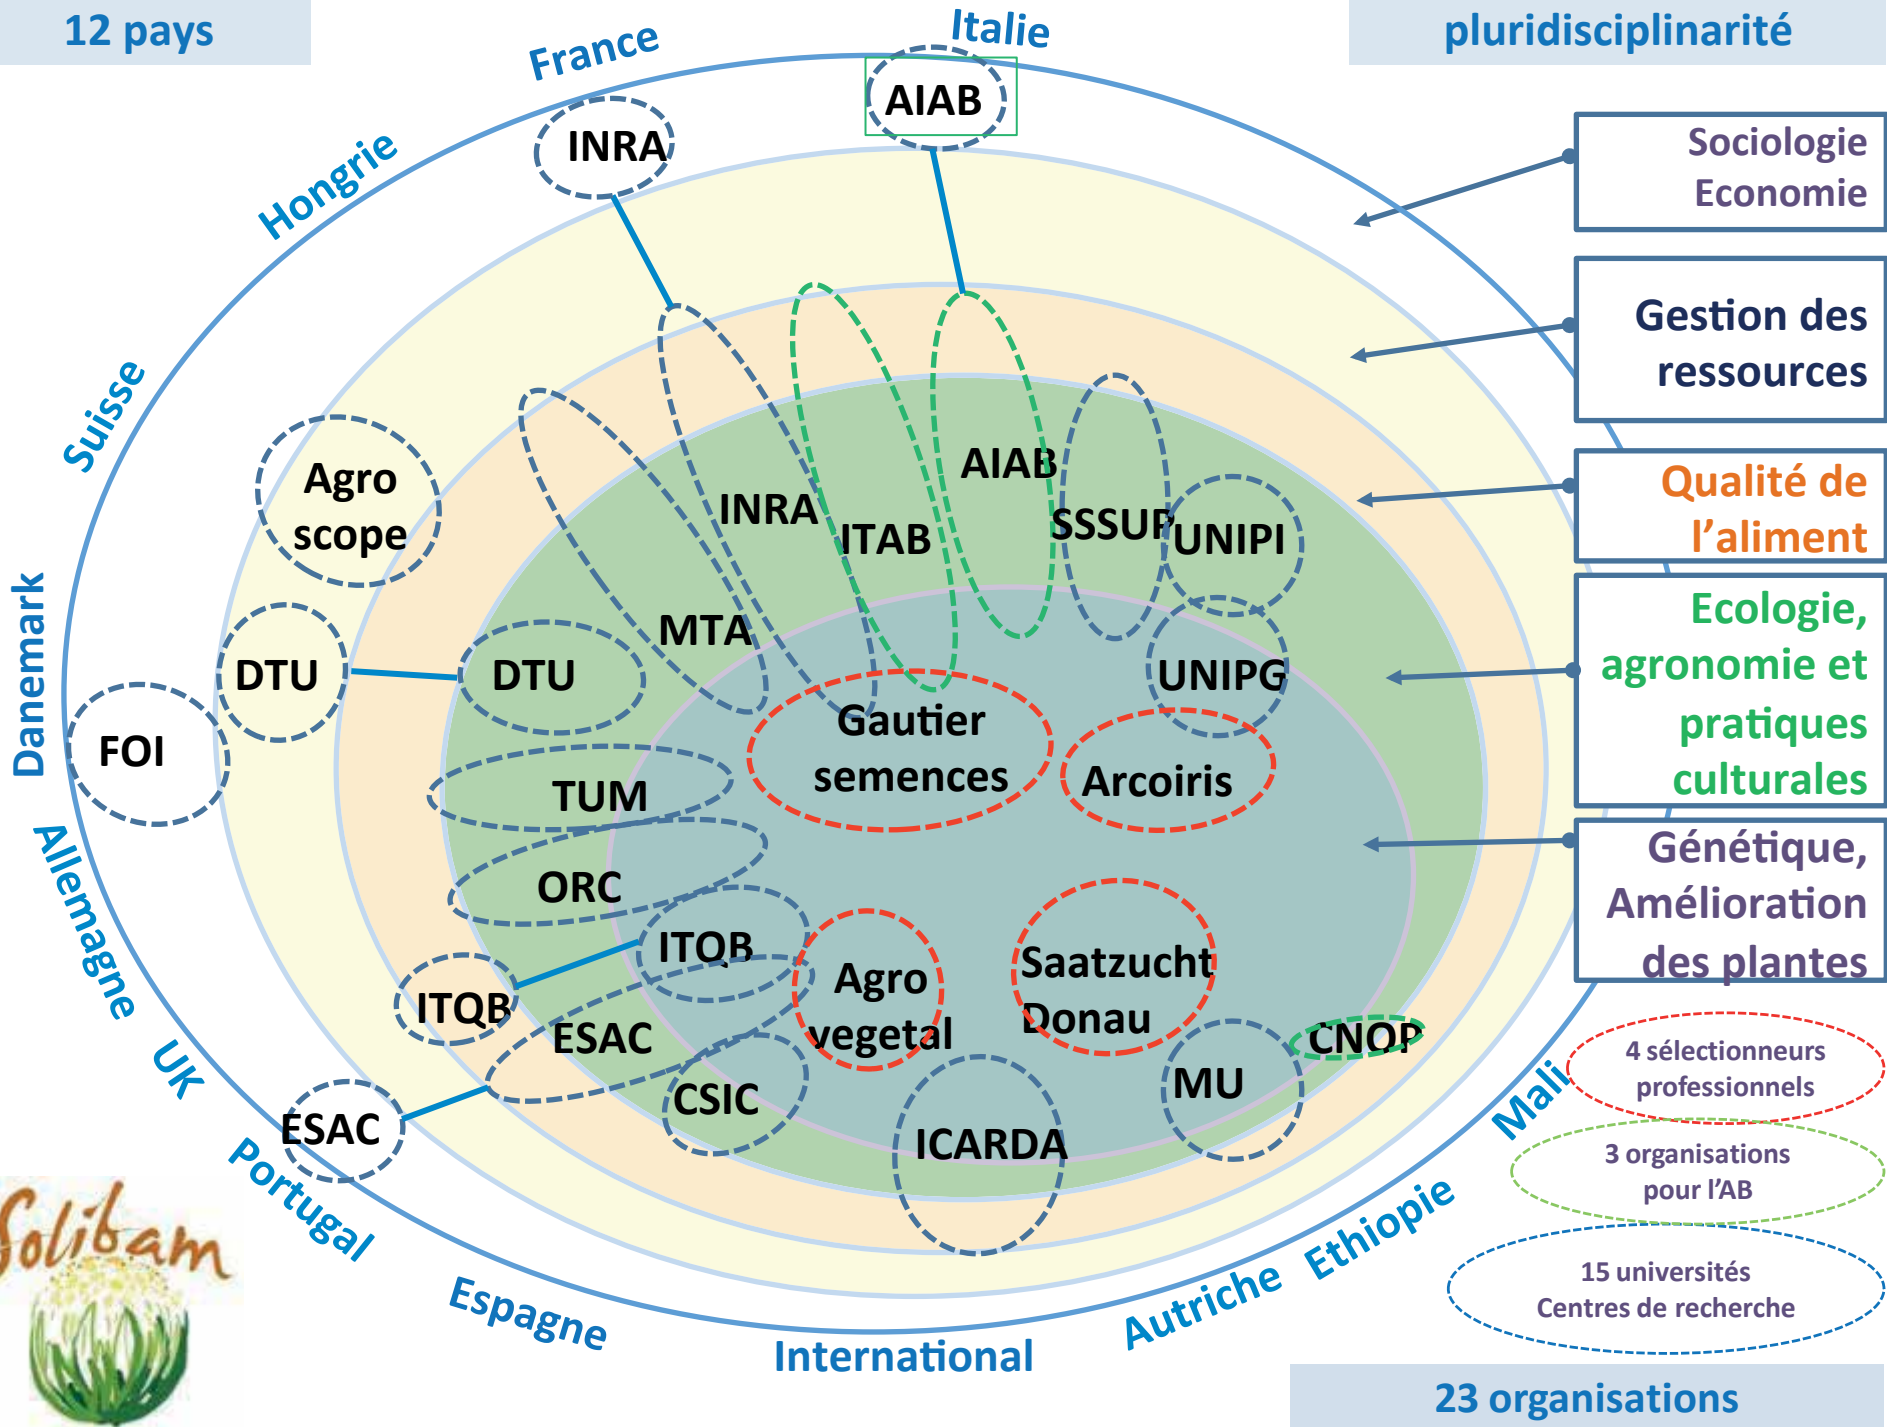 12 pays
pluridisciplinarité
Italie
France
Hongrie
Suisse
Danemark
Allemagne
UK
Portugal
Espagne
International
Autriche
Ethiopie
Mali
AIAB
INRA
Sociologie
Economie
Gestion des
ressources
Qualité de
l'aliment
Ecologie,
agronomie et
pratiques
culturales
Génétique,
Amélioration
des plantes
Agro
scope
INRA
ITAB
AIAB
SSSUP
UNIPI
MTA
DTU
DTU
UNIPG
FOI
Gautier
semences
Arcoiris
TUM
ORC
ITQB
ITQB
Agro
vegetal
Saatzucht
Donau
ESAC
CNOP
CSIC
MU
ESAC
ICARDA
4 sélectionneurs
professionnels
3 organisations
pour l'AB
15 universités
Centres de recherche
23 organisations
Solibam